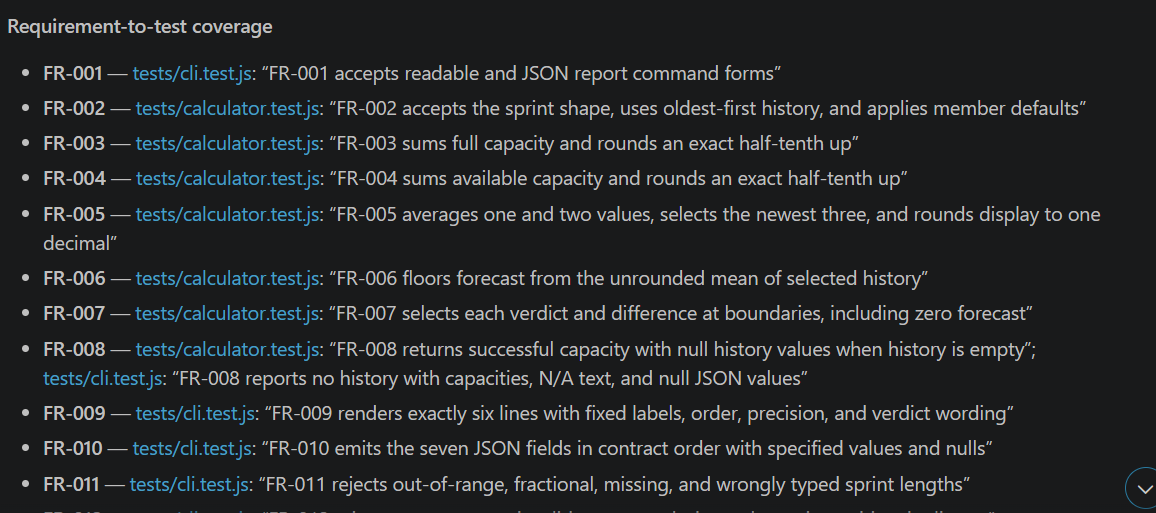 Requirement-to-test coverage
• FR-001 — tests/cli.test.js: “FR-001 accepts readable and JSON report command forms”
• FR-002 — tests/calculator.test.js: “FR-002 accepts the sprint shape, uses oldest-first history, and applies member defaults”
• FR-003 — tests/calculator.test.js: “FR-003 sums full capacity and rounds an exact half-tenth up”
• FR-004 — tests/calculator.test.js: “FR-004 sums available capacity and rounds an exact half-tenth up”
• FR-005 — tests/calculator.test.js: “FR-005 averages one and two values, selects the newest three, and rounds display to one
decimal”
• FR-006 — tests/calculator.test.js: “FR-006 floors forecast from the unrounded mean of selected history”
• FR-007 — tests/calculator.test.js: “FR-007 selects each verdict and difference at boundaries, including zero forecast”
• FR-008 — tests/calculator.test.js: “FR-008 returns successful capacity with null history values when history is empty”;
tests/cli.test.js: “FR-008 reports no history with capacities, N/A text, and null JSON values”
• FR-009 — tests/cli.test.js: “FR-009 renders exactly six lines with fixed labels, order, precision, and verdict wording”
• FR-010 — tests/cli.test.js: “FR-010 emits the seven JSON fields in contract order with specified values and nulls”
• FR-011 — tests/cli.test.js: “FR-011 rejects out-of-range, fractional, missing, and wrongly typed sprint lengths”